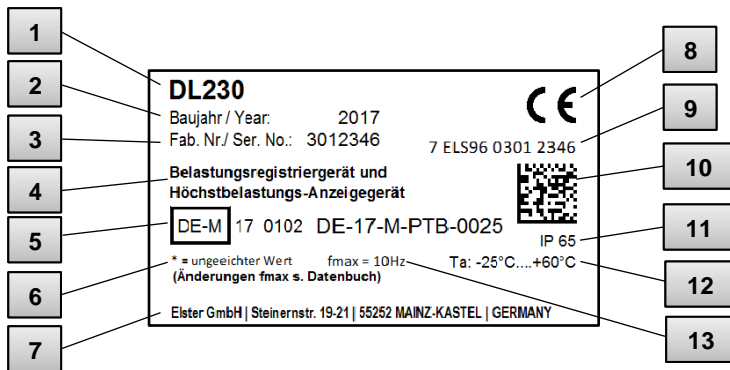 1
2
3
4
5
6
7
DL230
Baujahr / Year: 2017
Fab. Nr./ Ser. No.: 3012346
CE
7 ELS96 0301 2346
Belastungsregistriergerät und
Höchstbelastungs-Anzeigegerät
DE-M 17 0102 DE-17-M-PTB-0025
IP 65
* = ungeeichter Wert fmax = 10Hz Ta: -25°C....+60°C
(Änderungen fmax s. Datenbuch)
Elster GmbH | Steinernstr. 19-21 | 55252 MAINZ-KASTEL | GERMANY
8
9
10
11
12
13